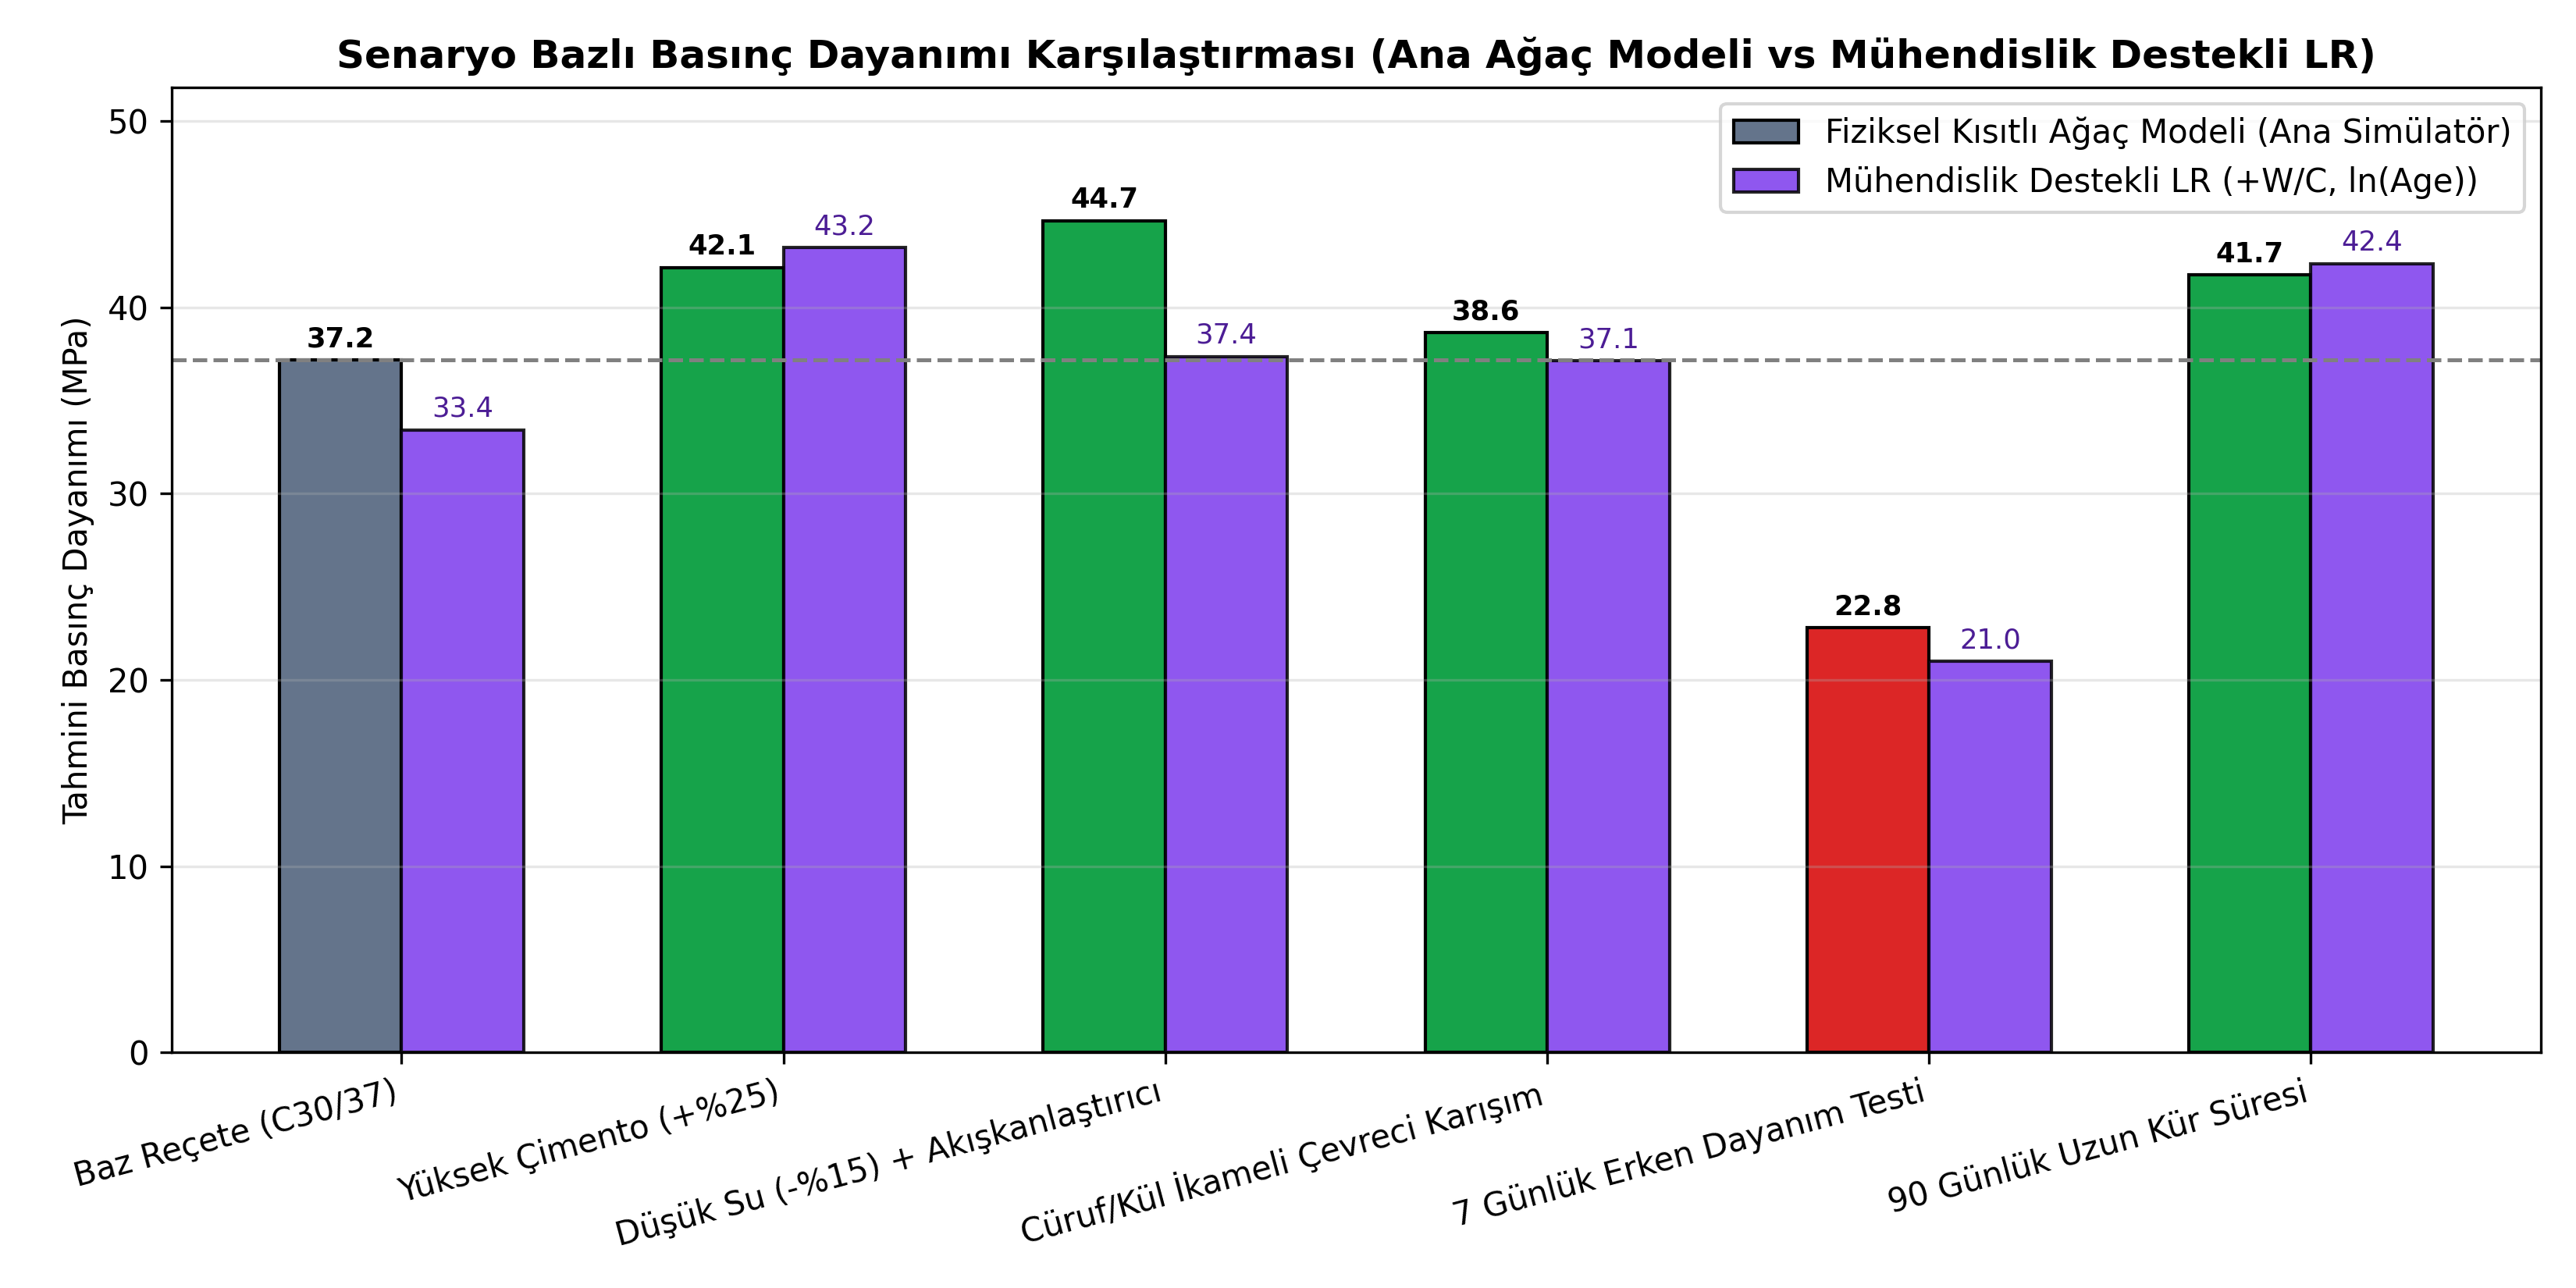 Senaryo Bazlı Basınç Dayanımı Karşılaştırması (Ana Ağaç Modeli vs Mühendislik Destekli LR)
Fiziksel Kısıtlı Ağaç Modeli (Ana Simülatör)
Mühendislik Destekli LR (+W/C, ln(Age))
Tahmini Basınç Dayanımı (MPa)
50
40
30
20
10
0
37.2
33.4
42.1
43.2
44.7
37.4
38.6
37.1
22.8
21.0
41.7
42.4
Baz Reçete (C30/37)
Yüksek Çimento (+%25)
Düşük Su (-%15) + Akışkanlaştırıcı
Cüruf/Kül İkameli Çevreci Karışım
7 Günlük Erken Dayanım Testi
90 Günlük Uzun Kür Süresi